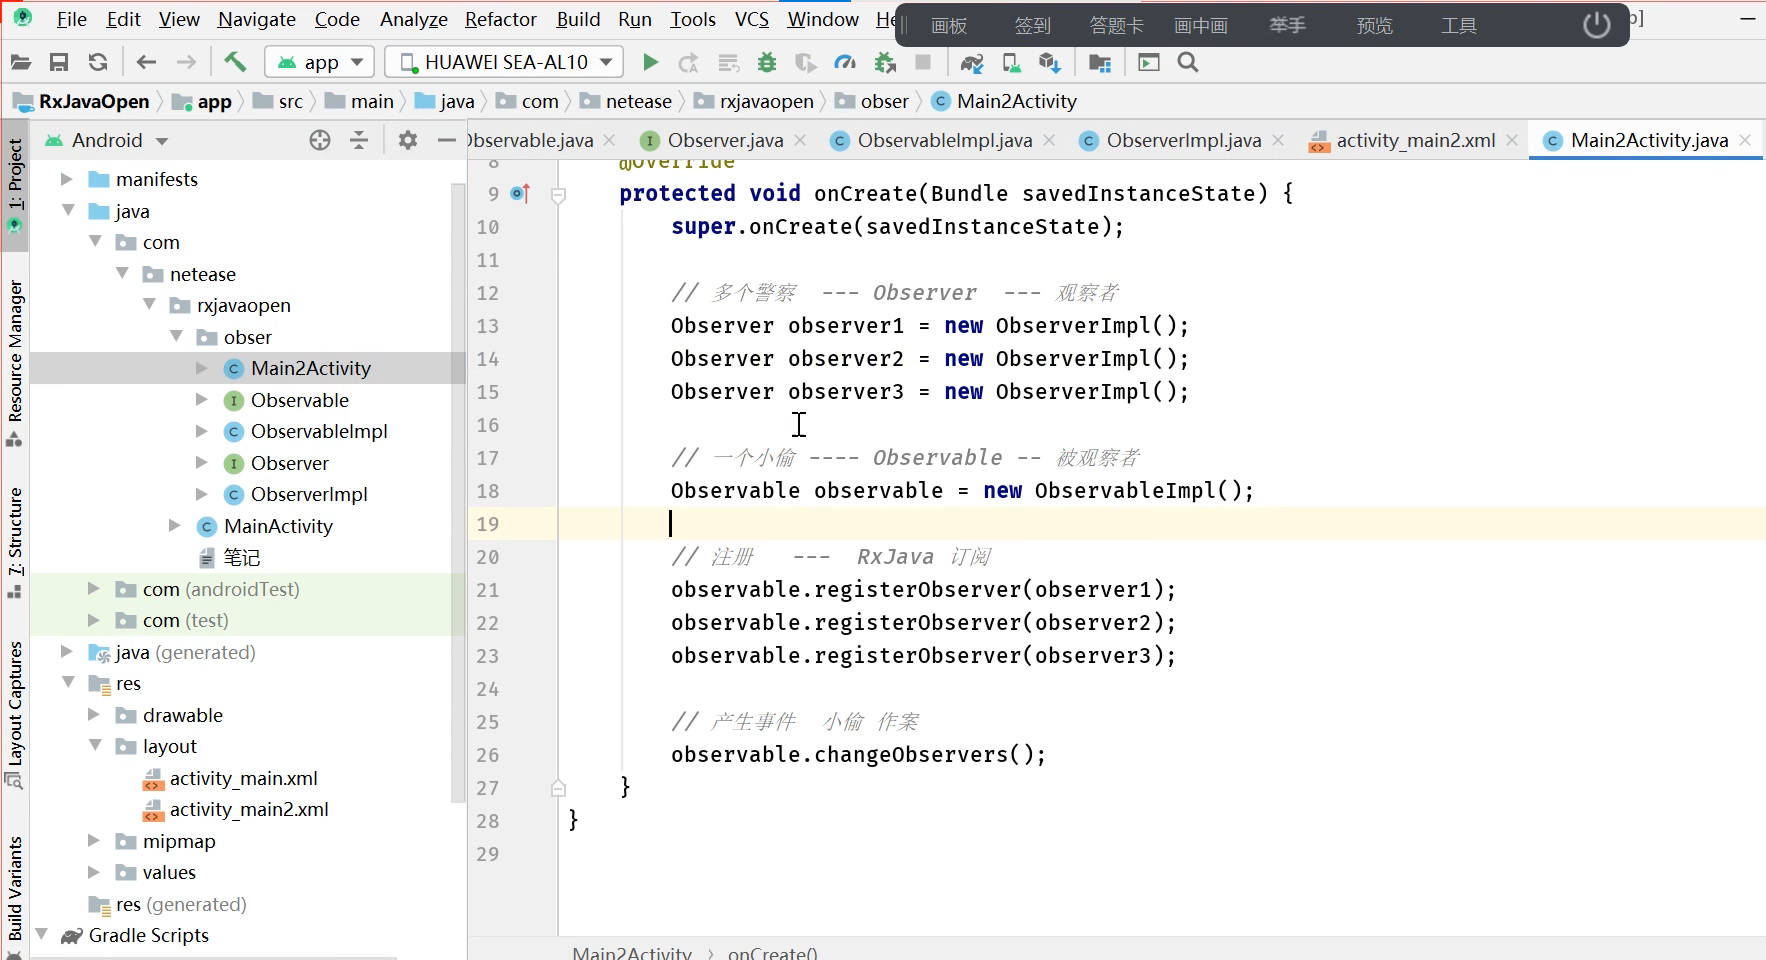 File Edit View Navigate Code Analyze Refactor Build Run Tools VCS Window He
画板 签到 答题卡 画中画 举手 预览 工具
app HUAWEI SEA-AL10
RxJavaOpen app src main java com netease rxjavaopen obser Main2Activity
Android
Observable.java Observer.java ObservableImpl.java ObserverImpl.java activity_main2.xml Main2Activity.java
1: Project
Resource Manager
7: Structure
Layout Captures
Build Variants
manifests
java
com
netease
rxjavaopen
obser
Main2Activity
Observable
ObservableImpl
Observer
ObserverImpl
MainActivity
笔记
com (androidTest)
com (test)
java (generated)
res
drawable
layout
activity_main.xml
activity_main2.xml
mipmap
values
res (generated)
Gradle Scripts
8 @Override
9 protected void onCreate(Bundle savedInstanceState) {
10 super.onCreate(savedInstanceState);
11
12 // 多个警察 --- Observer --- 观察者
13 Observer observer1 = new ObserverImpl();
14 Observer observer2 = new ObserverImpl();
15 Observer observer3 = new ObserverImpl();
16
17 // 一个小偷 ---- Observable -- 被观察者
18 Observable observable = new ObservableImpl();
19
20 // 注册 --- RxJava 订阅
21 observable.registerObserver(observer1);
22 observable.registerObserver(observer2);
23 observable.registerObserver(observer3);
24
25 // 产生事件 小偷 作案
26 observable.changeObservers();
27 }
28 }
29
Main2Activity › onCreate()